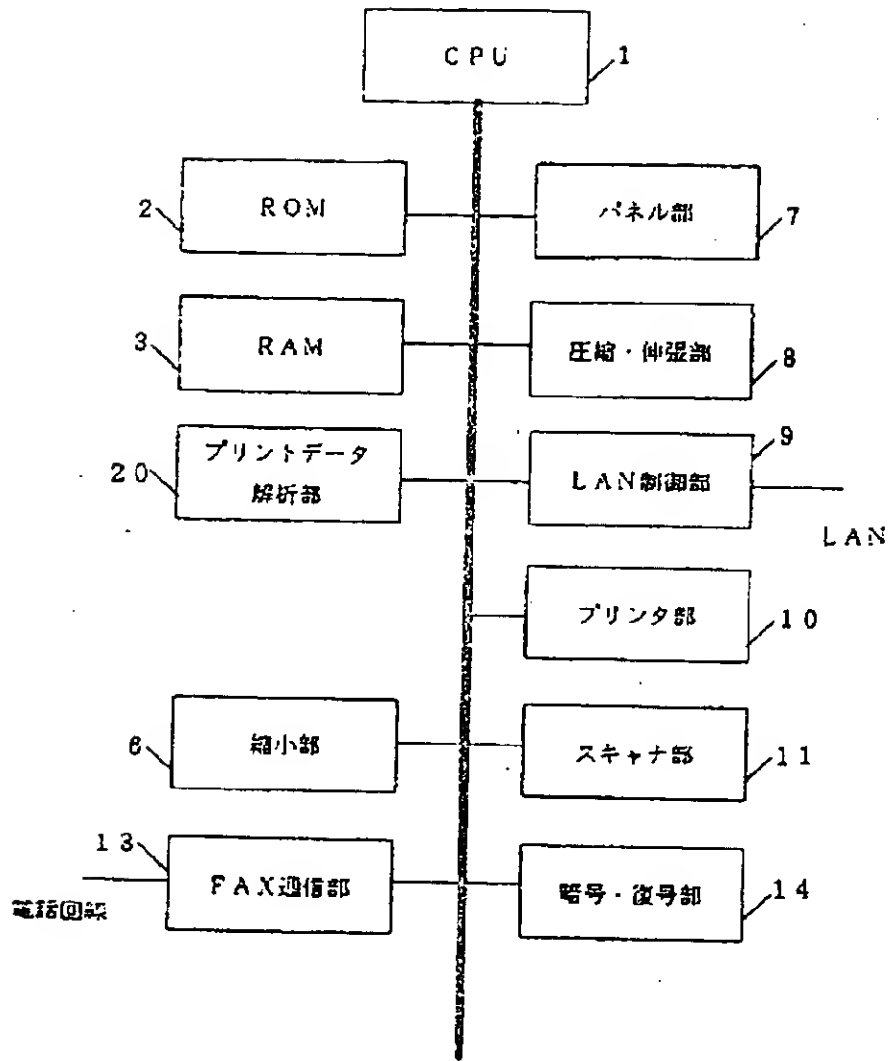 CPU
1
2
ROM
パネル部
7
3
RAM
圧縮・伸張部
8
9
20
プリントデータ
解析部
LAN制御部
LAN
プリンタ部
10
6
縮小部
スキャナ部
11
13
FAX通信部
電話回線
暗号・復号部
14